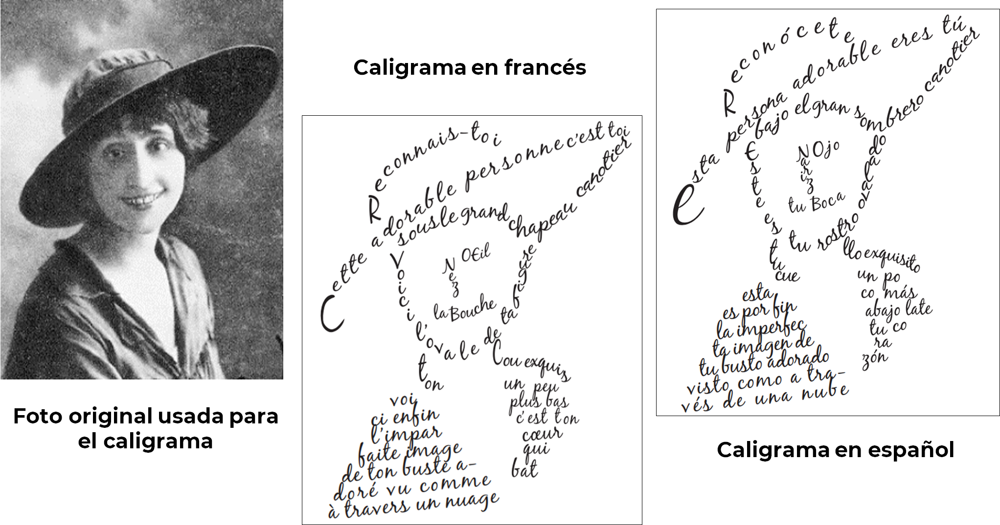 Foto original usada para
el caligrama
Caligrama en francés
Reconnais-toi
Cette adorable personne c'est toi
sous le grand chapeau canotier
Œil
Nez
la Bouche
Voici l'ovale de ta figure
ton
Cou exquis
voi
ci enfin
l'impar
faite image
de ton buste a-
doré vu comme
à travers un nuage
un peu
plus bas
c'est ton
cœur
qui
bat
Reconócete
Esta persona adorable eres tú
bajo el gran sombrero canotier
Ojo
Nariz
tu Boca
Este es tu rostro ovalado
tu
cue
llo exquisito
esta
es por fin
la imperfec
ta imagen de
tu busto adorado
visto como a tra-
vés de una nube
un po
co más
abajo late
tu co
ra
zón
Caligrama en español